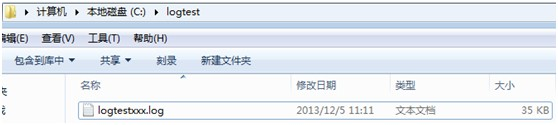 计算机 ▸ 本地磁盘 (C:) ▸ logtest
编辑(E) 查看(V) 工具(T) 帮助(H)
包含到库中 ▾ 共享 ▾ 刻录 新建文件夹
名称 修改日期 类型 大小
logtestxxx.log 2013/12/5 11:11 文本文档 35 KB